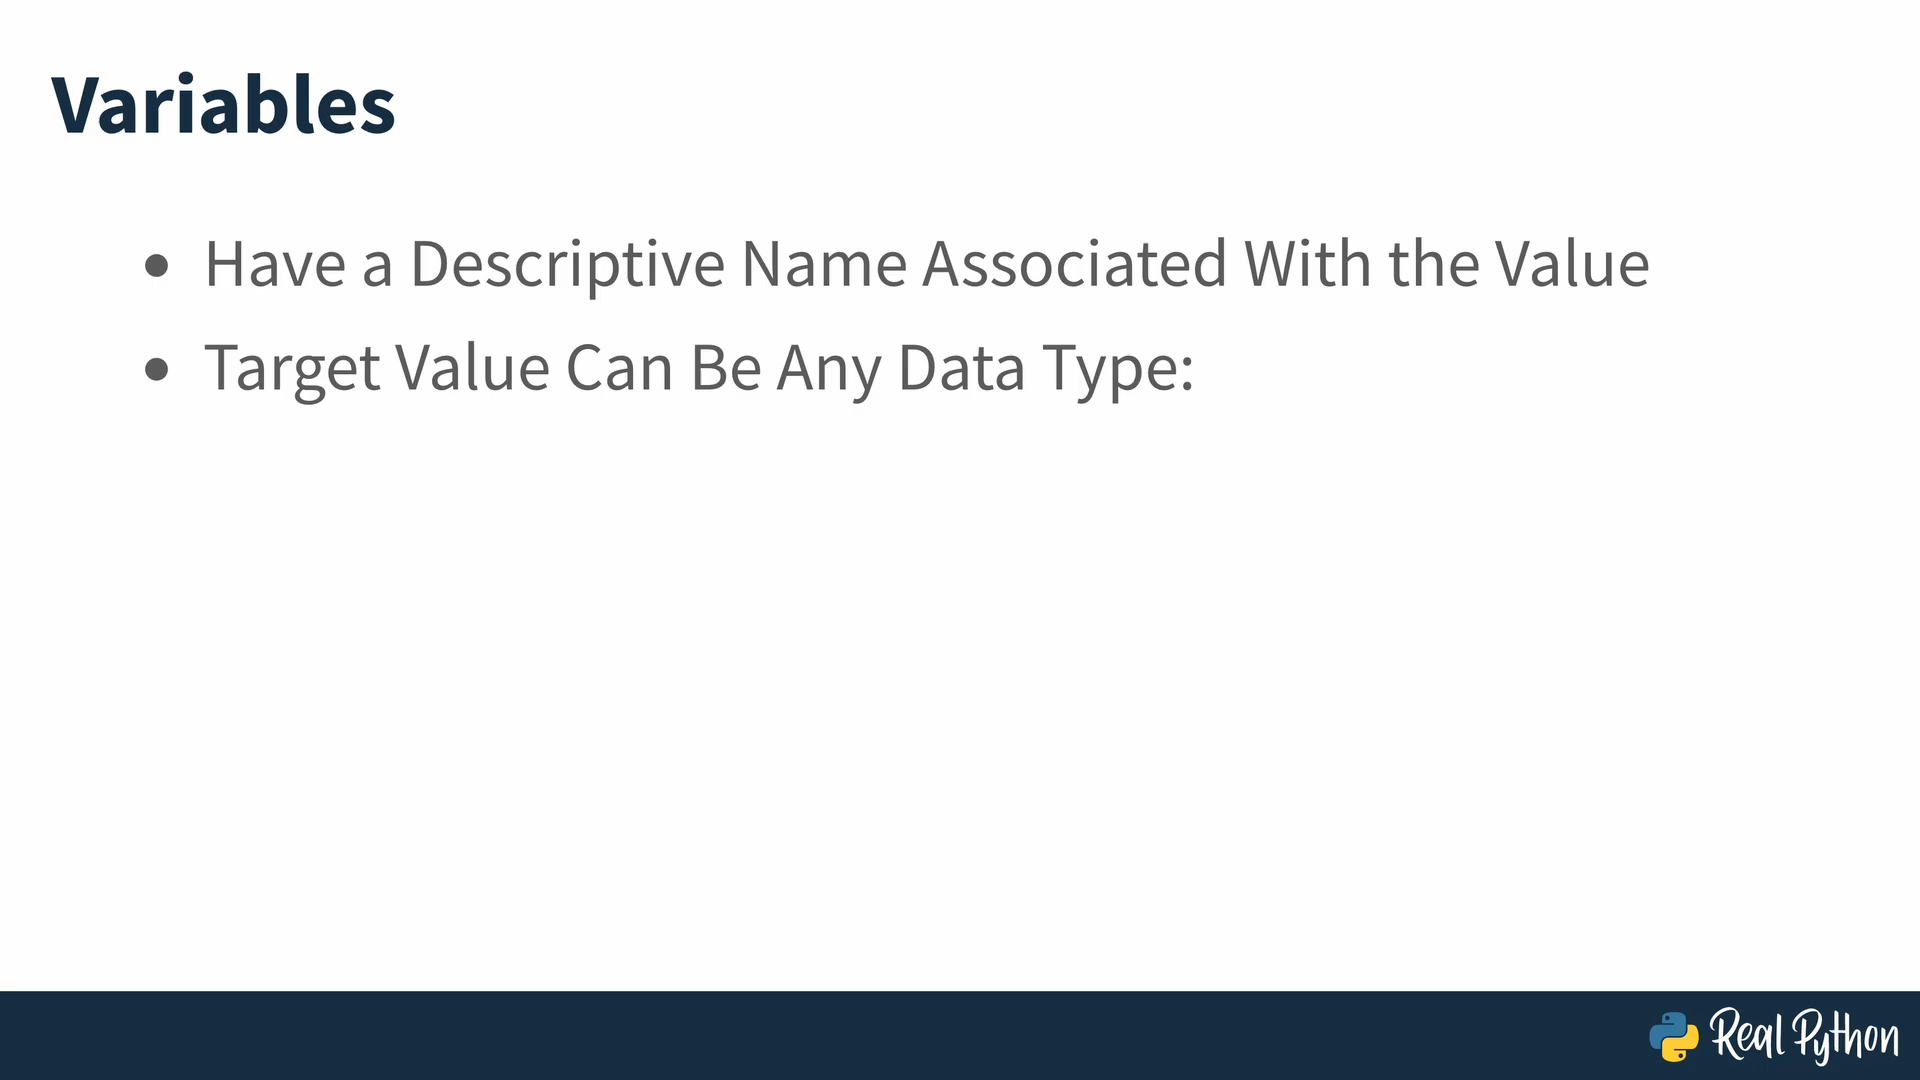 Variables
• Have a Descriptive Name Associated With the Value
• Target Value Can Be Any Data Type:
Real Python